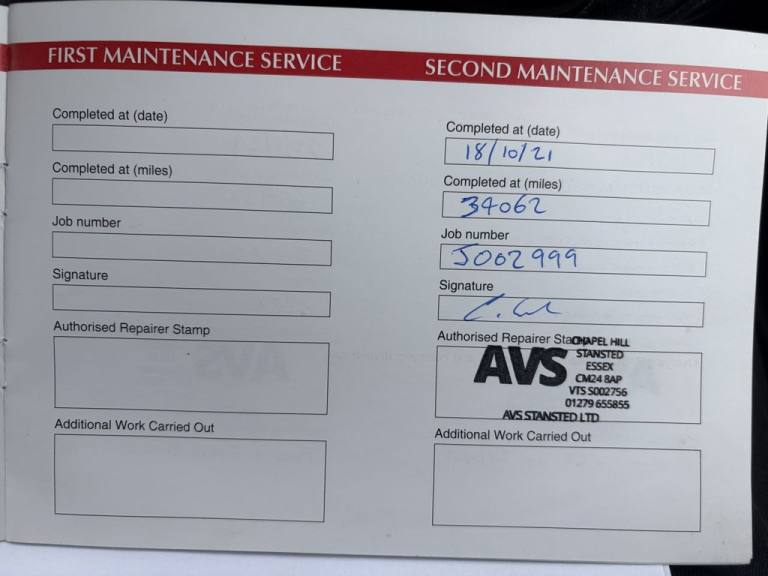 FIRST MAINTENANCE SERVICE
Completed at (date)
Completed at (miles)
Job number
Signature
Authorised Repairer Stamp
Additional Work Carried Out
SECOND MAINTENANCE SERVICE
Completed at (date)
18/10/21
Completed at (miles)
34062
Job number
J002999
Signature
Authorised Repairer Stamp
AVS
CHAPEL HILL
STANSTED
ESSEX
CM24 8AP
VTS S002756
01279 655855
AVS STANSTED LTD
Additional Work Carried Out